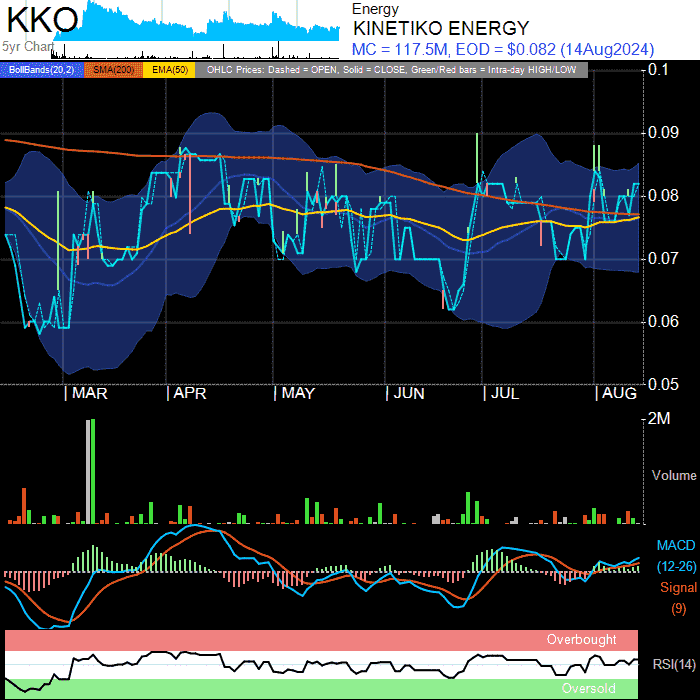 KKO
Energy
KINETIKO ENERGY
5yr Chart
MC = 117.5M, EOD = $0.082 (14Aug2024)
BollBands(20,2) SMA(200) EMA(50) OHLC Prices: Dashed = OPEN, Solid = CLOSE, Green/Red bars = Intra-day HIGH/LOW
0.1
0.09
0.08
0.07
0.06
0.05
| MAR | APR | MAY | JUN | JUL | AUG
2M
Volume
MACD
(12-26)
Signal
(9)
Overbought
RSI(14)
Oversold